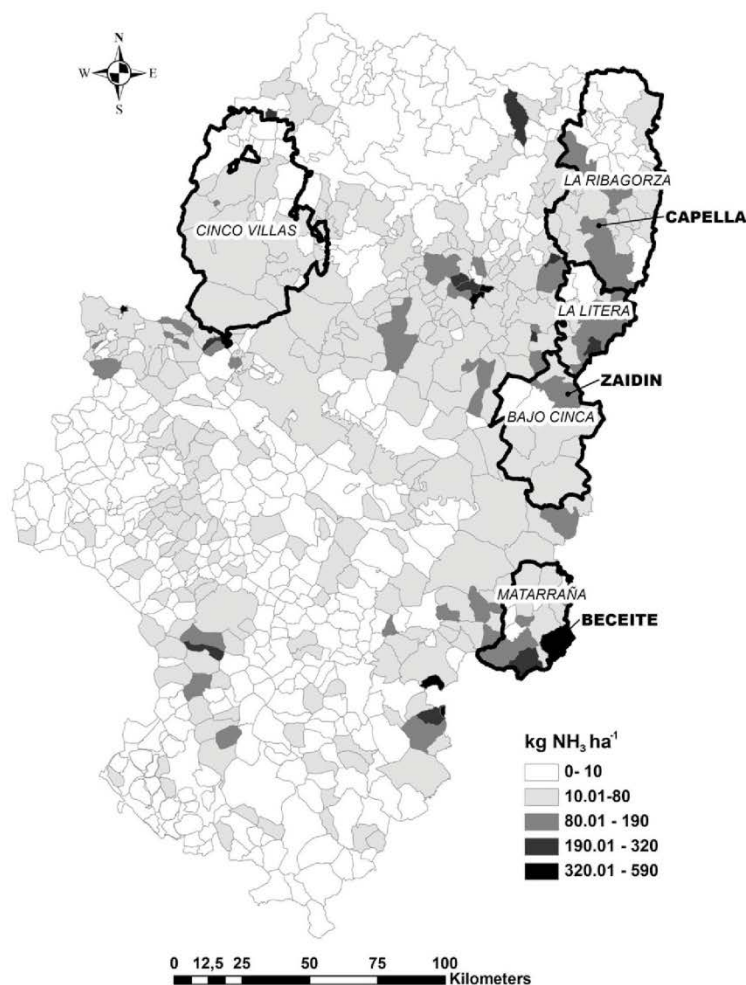 N
W E
S
LA RIBAGORZA
CAPELLA
CINCO VILLAS
LA LITERA
ZAIDIN
BAJO CINCA
MATARRAÑA
BECEITE
kg NH₃ ha⁻¹
0- 10
10.01-80
80.01 - 190
190.01 - 320
320.01 - 590
0 12,5 25 50 75 100
Kilometers